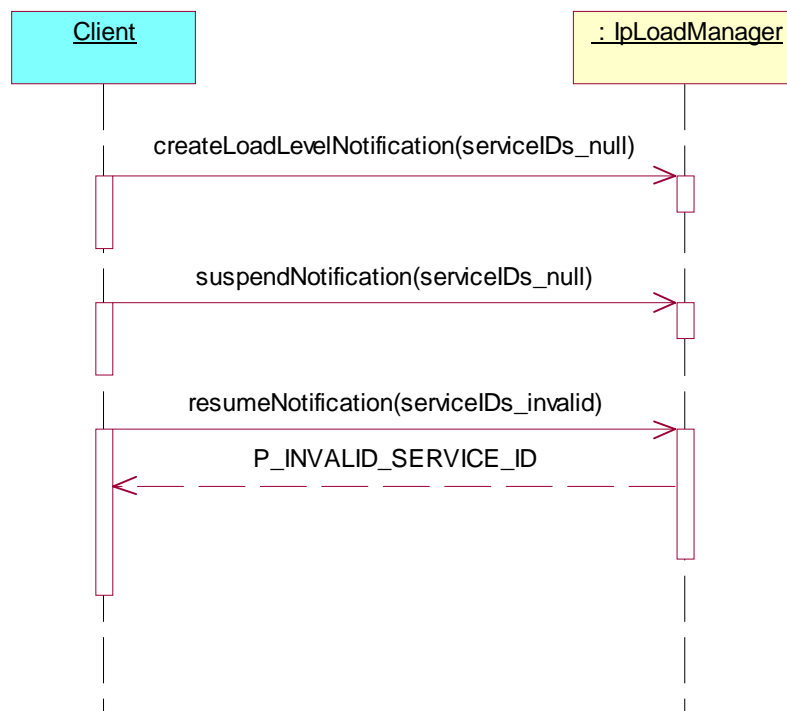 Client
: IpLoadManager
createLoadLevelNotification(serviceIDs_null)
suspendNotification(serviceIDs_null)
resumeNotification(serviceIDs_invalid)
P_INVALID_SERVICE_ID